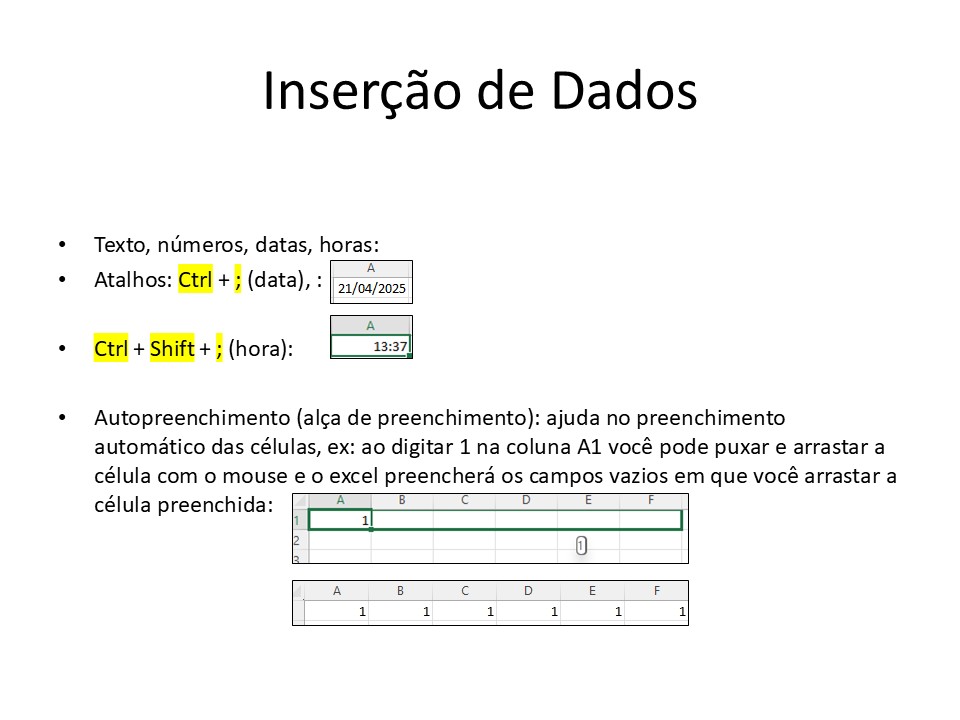 Inserção de Dados
• Texto, números, datas, horas:
• Atalhos: Ctrl + ; (data), :
A
21/04/2025
• Ctrl + Shift + ; (hora):
A
13:37
• Autopreenchimento (alça de preenchimento): ajuda no preenchimento
automático das células, ex: ao digitar 1 na coluna A1 você pode puxar e arrastar a
célula com o mouse e o excel preencherá os campos vazios em que você arrastar a
célula preenchida:
A B C D E F
1 1
2 1
3
A B C D E F
1 1 1 1 1 1